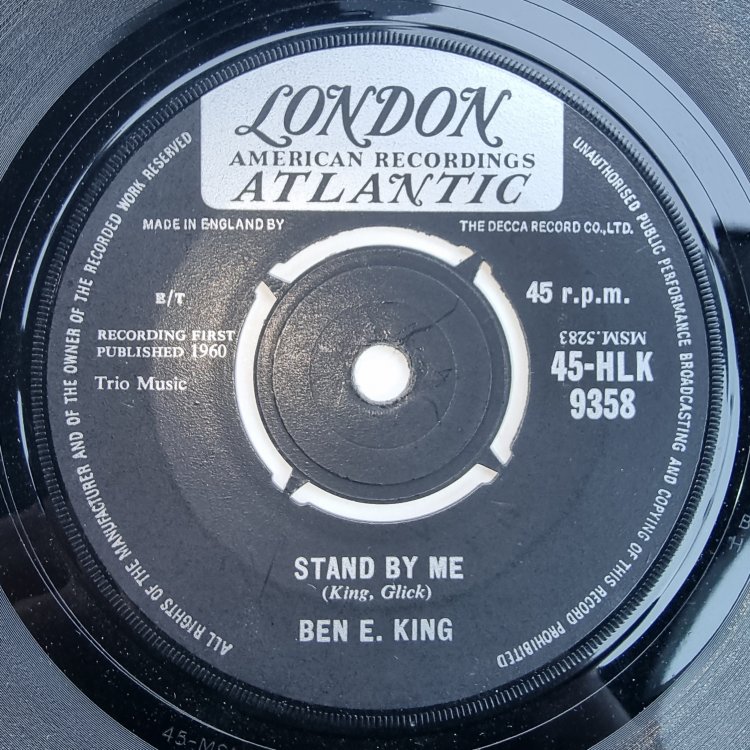 LONDON
AMERICAN RECORDINGS
ATLANTIC
MADE IN ENGLAND BY
THE DECCA RECORD CO.,LTD.
E/T
45 r.p.m.
RECORDING FIRST
PUBLISHED 1960
MSM.5283
Trio Music
45-HLK
9358
STAND BY ME
(King, Glick)
BEN E. KING
ALL RIGHTS OF THE MANUFACTURER AND OF THE OWNER OF THE RECORDED WORK RESERVED
UNAUTHORISED PUBLIC PERFORMANCE BROADCASTING AND COPYING OF THIS RECORD PROHIBITED